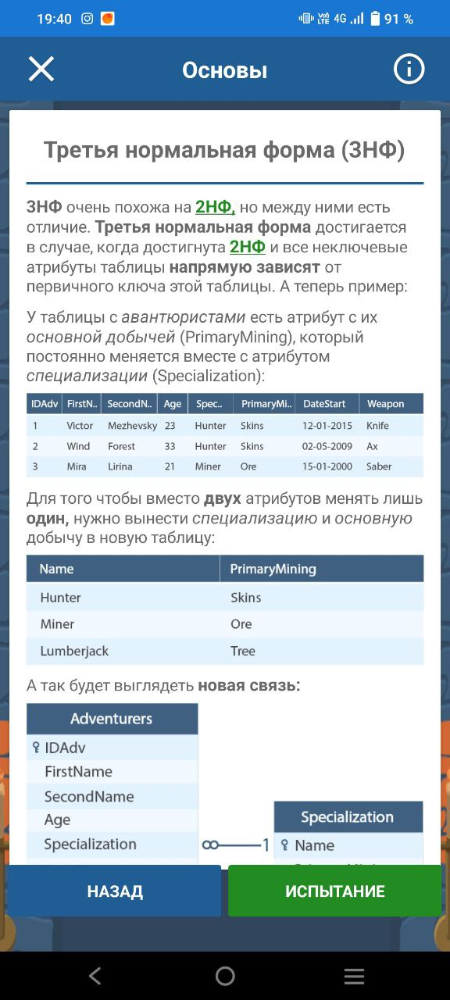 19:40 Vo) LTE 4G 91 %
Основы
Третья нормальная форма (3НФ)
3НФ очень похожа на 2НФ, но между ними есть
отличие. Третья нормальная форма достигается
в случае, когда достигнута 2НФ и все неключевые
атрибуты таблицы напрямую зависят от
первичного ключа этой таблицы. А теперь пример:
У таблицы с авантюристами есть атрибут с их
основной добычей (PrimaryMining), который
постоянно меняется вместе с атрибутом
специализации (Specialization):
IDAdv FirstN.. SecondN.. Age Spec.. PrimaryMi.. DateStart Weapon
1 Victor Mezhevsky 23 Hunter Skins 12-01-2015 Knife
2 Wind Forest 33 Hunter Skins 02-05-2009 Ax
3 Mira Lirina 21 Miner Ore 15-01-2000 Saber
Для того чтобы вместо двух атрибутов менять лишь
один, нужно вынести специализацию и основную
добычу в новую таблицу:
Name PrimaryMining
Hunter Skins
Miner Ore
Lumberjack Tree
А так будет выглядеть новая связь:
Adventurers
IDAdv
FirstName
SecondName
Age
Specialization
∞ 1
Specialization
Name
НАЗАД
ИСПЫТАНИЕ